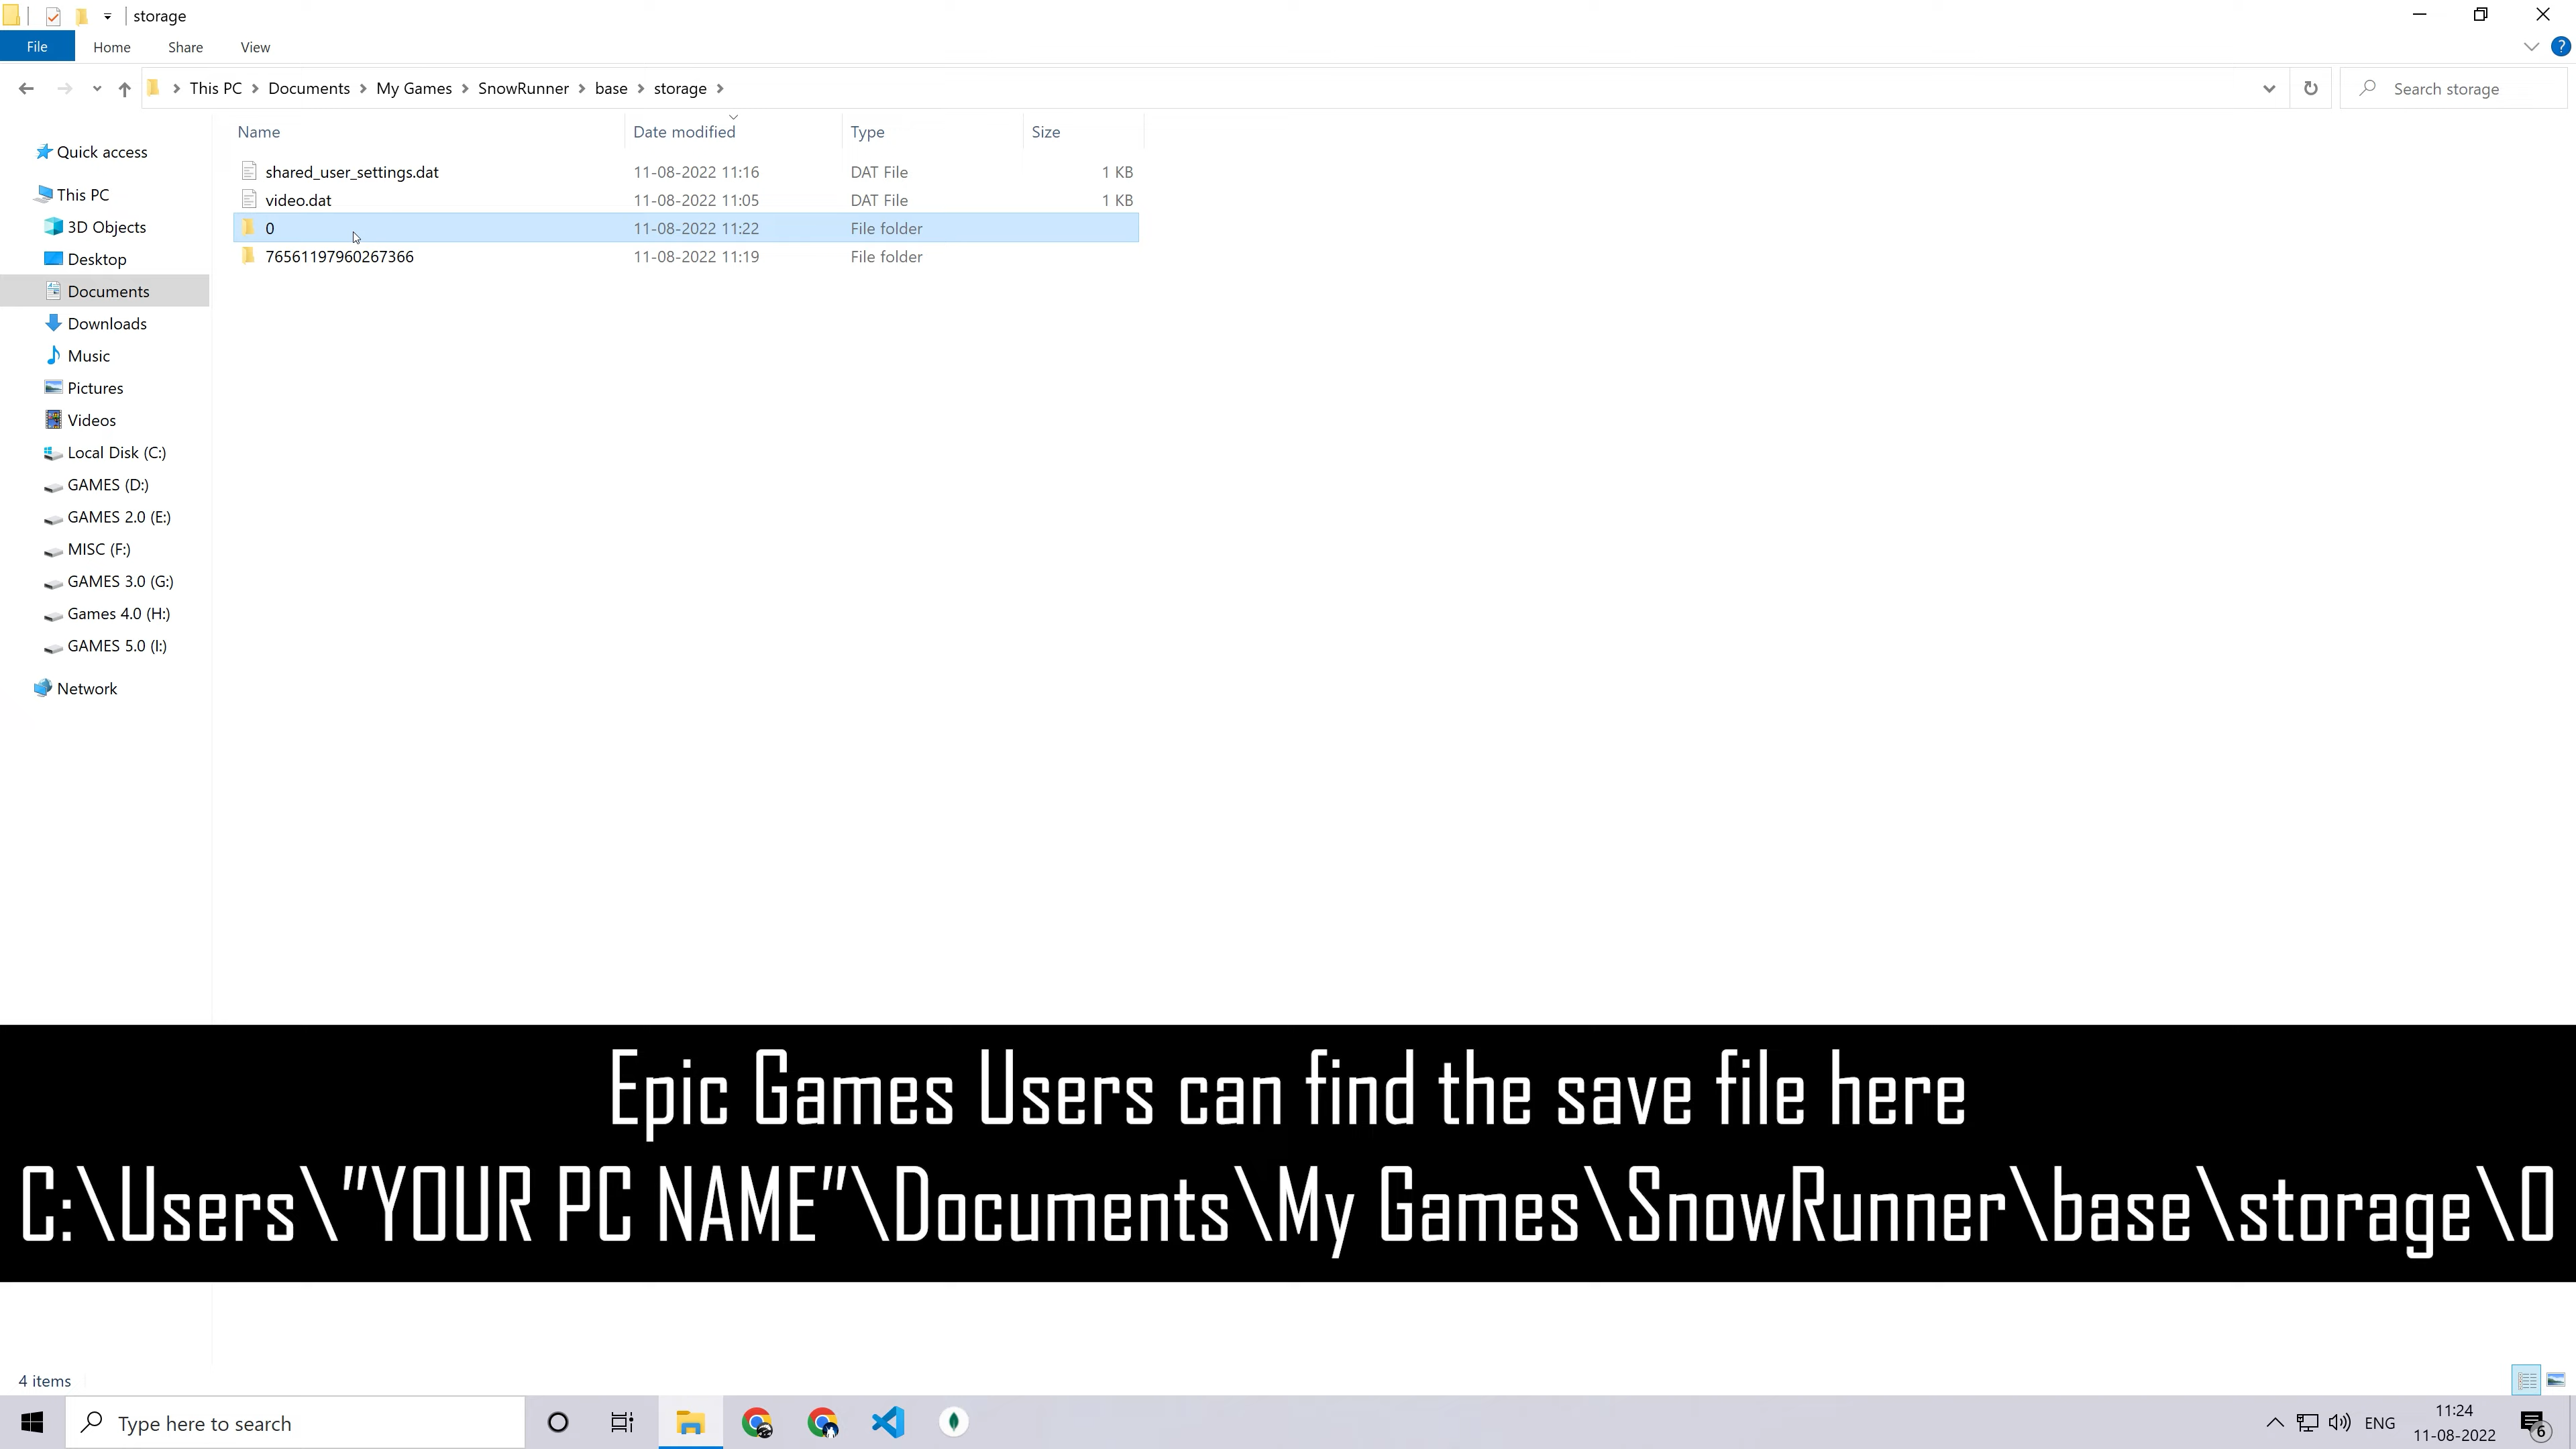 storage
File Home Share View
This PC Documents My Games SnowRunner base storage
Search storage
Name Date modified Type Size
shared_user_settings.dat 11-08-2022 11:16 DAT File 1 KB
video.dat 11-08-2022 11:05 DAT File 1 KB
0 11-08-2022 11:22 File folder
76561197960267366 11-08-2022 11:19 File folder
Quick access
This PC
3D Objects
Desktop
Documents
Downloads
Music
Pictures
Videos
Local Disk (C:)
GAMES (D:)
GAMES 2.0 (E:)
MISC (F:)
GAMES 3.0 (G:)
Games 4.0 (H:)
GAMES 5.0 (I:)
Network
Epic Games Users can find the save file here
C:\Users\"YOUR PC NAME"\Documents\My Games\SnowRunner\base\storage\0
4 items
Type here to search
ENG
11:24
11-08-2022
6